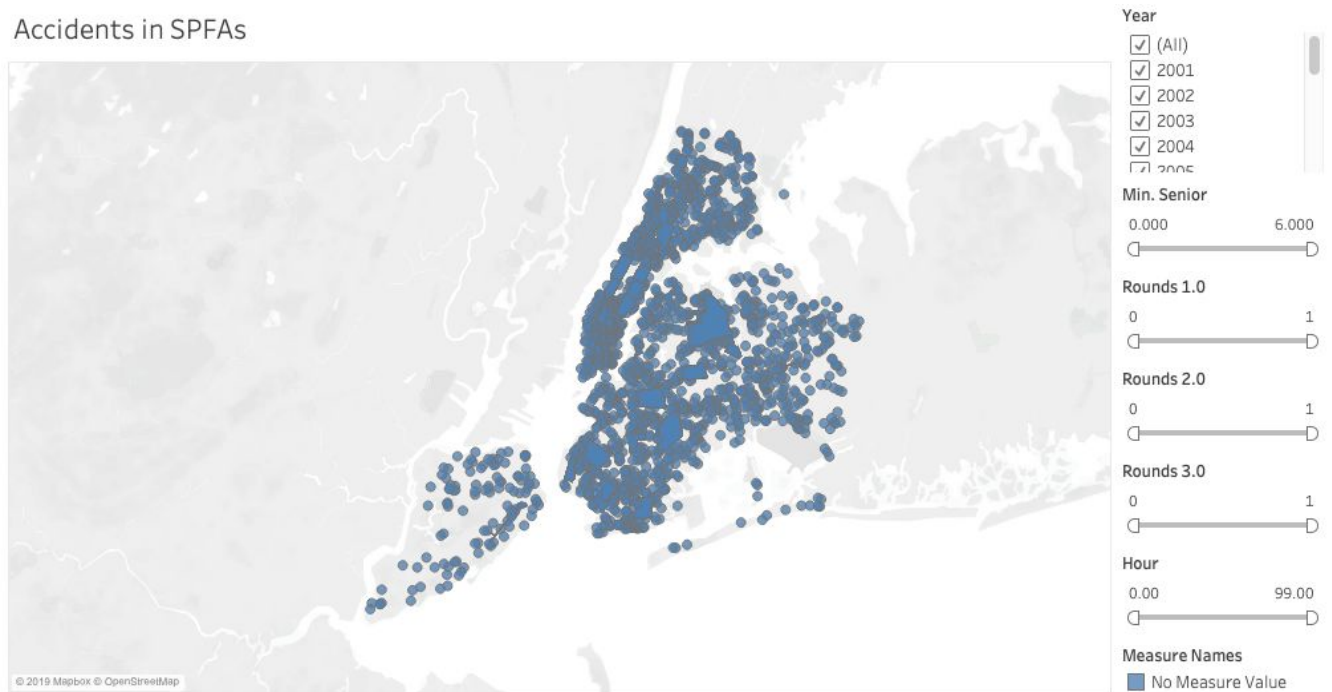 Accidents in SPFAs
Year
(All)
2001
2002
2003
2004
2005
Min. Senior
0.000 6.000
Rounds 1.0
0 1
Rounds 2.0
0 1
Rounds 3.0
0 1
Hour
0.00 99.00
Measure Names
No Measure Value
© 2019 Mapbox © OpenStreetMap